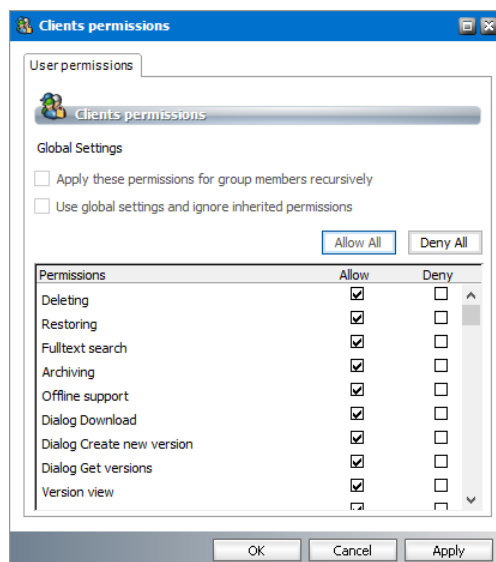 Clients permissions
User permissions
Clients permissions
Global Settings
Apply these permissions for group members recursively
Use global settings and ignore inherited permissions
Allow All Deny All
Permissions Allow Deny
Deleting
Restoring
Fulltext search
Archiving
Offline support
Dialog Download
Dialog Create new version
Dialog Get versions
Version view
OK Cancel Apply